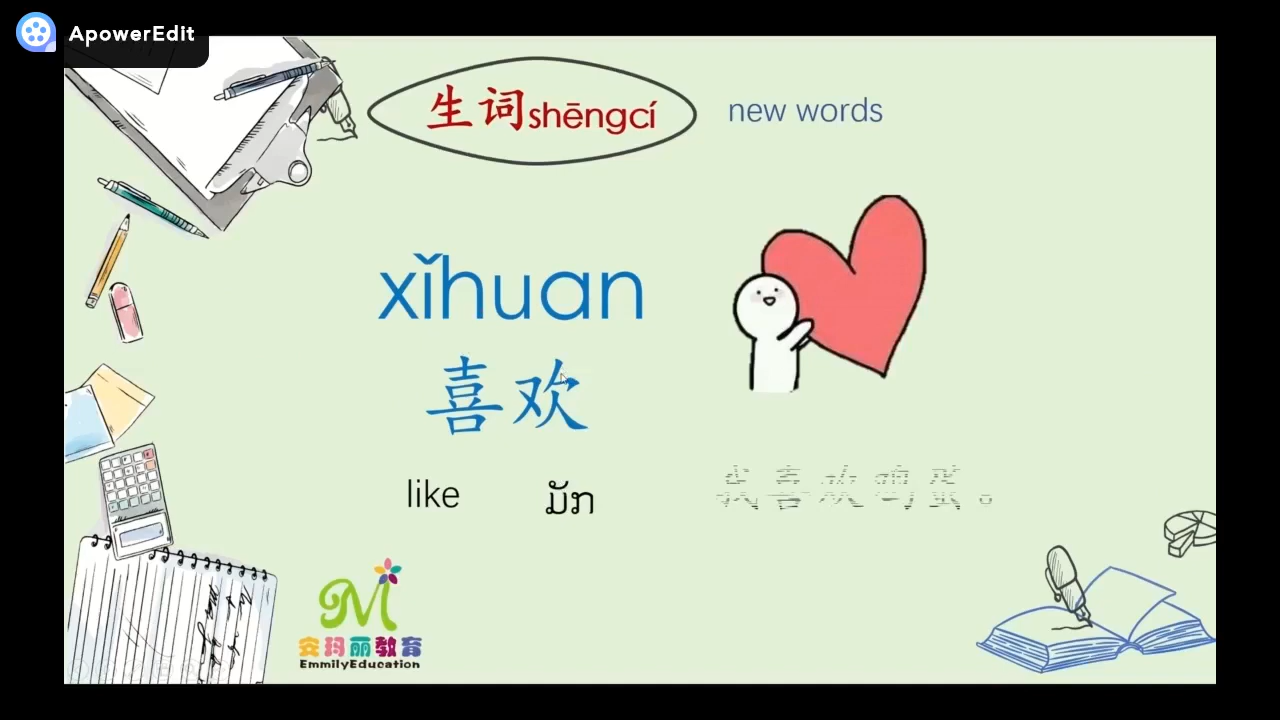 ApowerEdit
生词shēngcí
new words
xǐhuan
喜欢
like
ມັກ
我喜欢鸡蛋。
安玛丽教育
EmmilyEducation